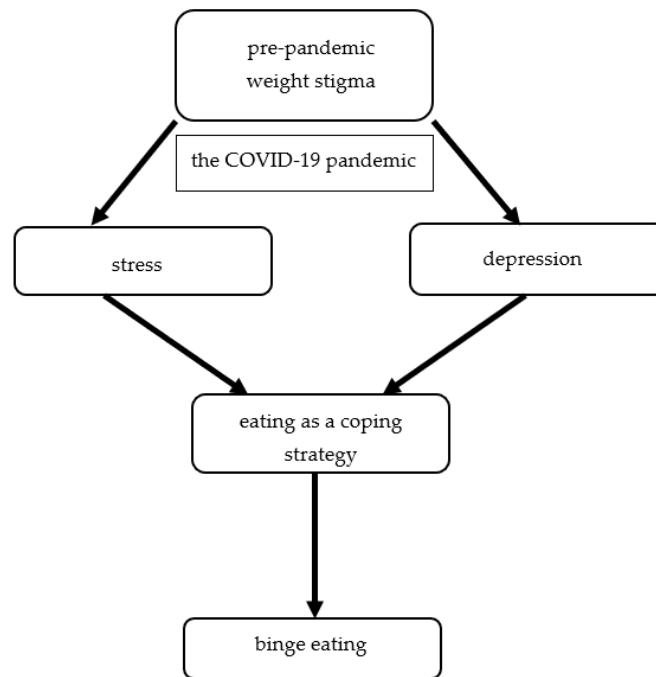 pre-pandemic
weight stigma
the COVID-19 pandemic
stress
depression
eating as a coping
strategy
binge eating